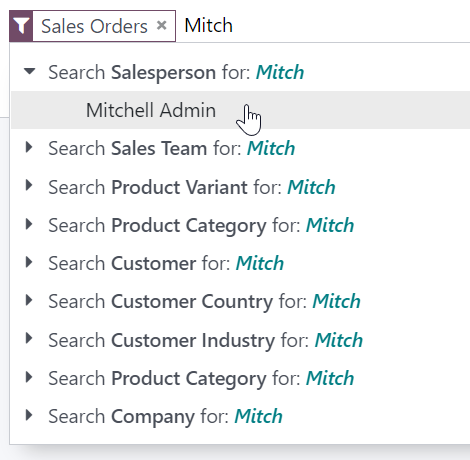 Sales Orders × Mitch
Search Salesperson for: Mitch
Mitchell Admin
Search Sales Team for: Mitch
Search Product Variant for: Mitch
Search Product Category for: Mitch
Search Customer for: Mitch
Search Customer Country for: Mitch
Search Customer Industry for: Mitch
Search Product Category for: Mitch
Search Company for: Mitch